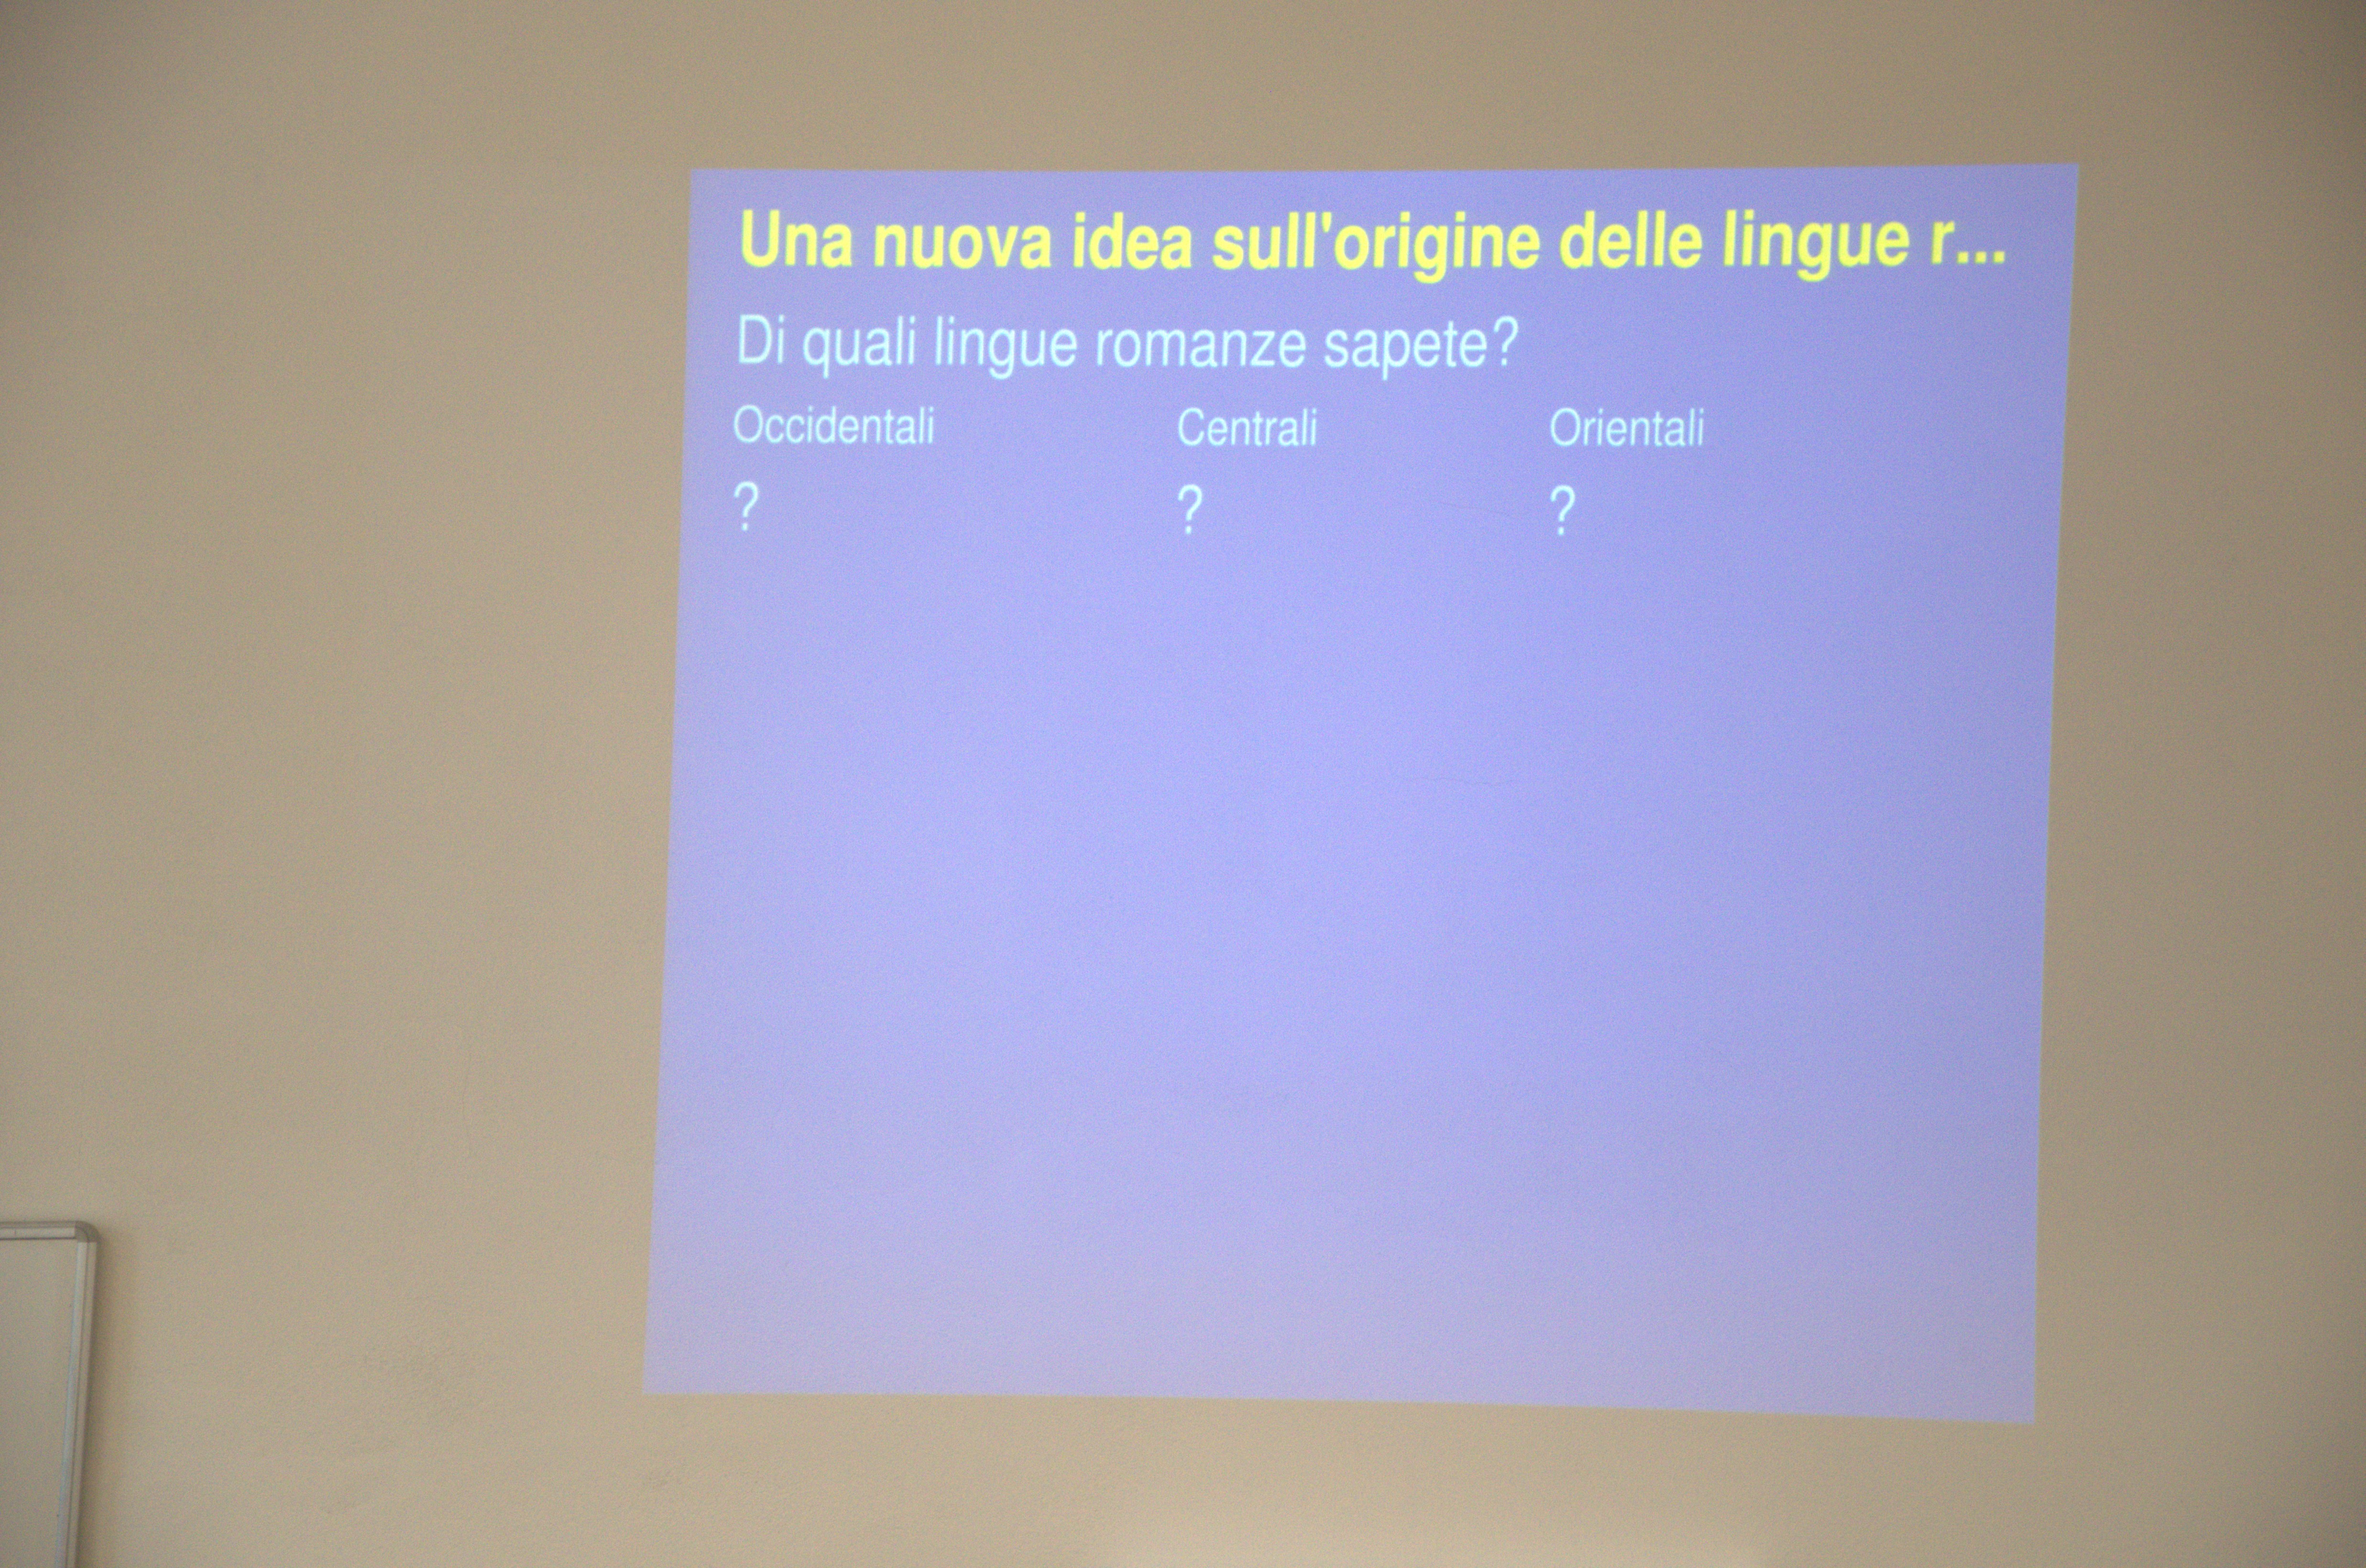 Una nuova idea sull'origine delle lingue r...
Di quali lingue romanze sapete?
Occidentali Centrali Orientali
? ? ?